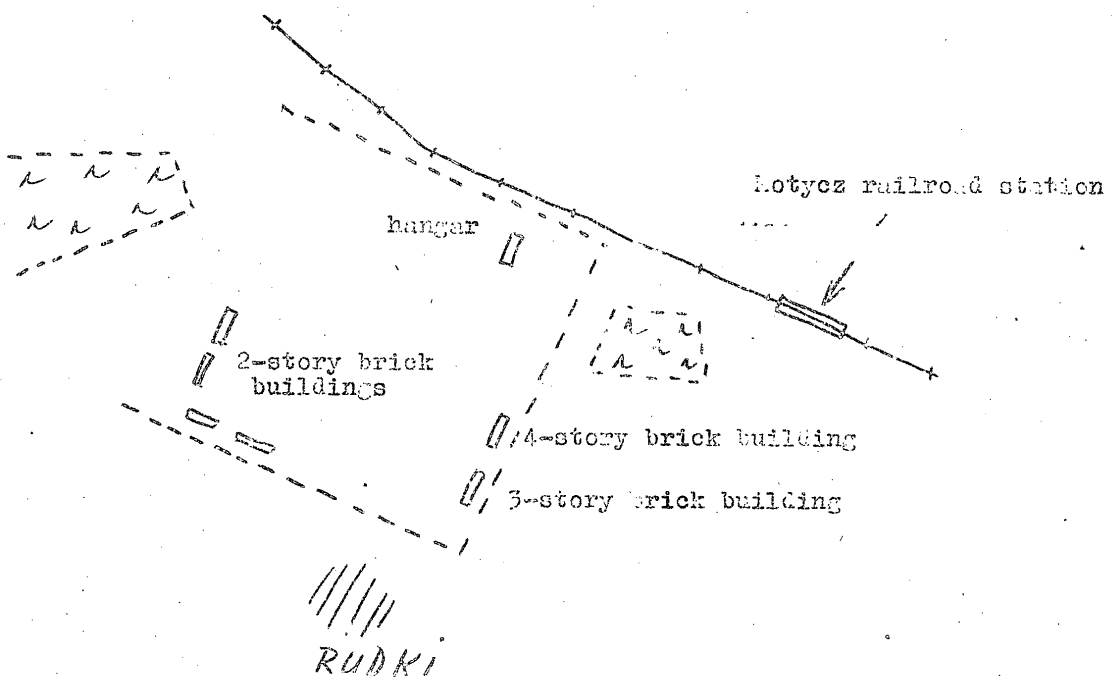 Kotycz railroad station
hangar
2-story brick
buildings
4-story brick building
3-story brick building
RUDKI